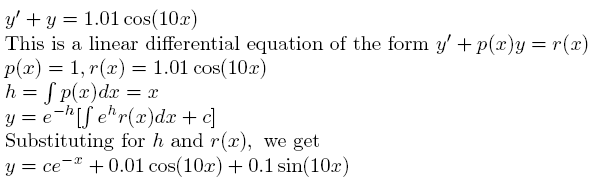 y′ + y = 1.01 cos(10x)
This is a linear differential equation of the form y′ + p(x)y = r(x)
p(x) = 1, r(x) = 1.01 cos(10x)
h = ∫ p(x)dx = x
y = e⁻ʰ[∫ eʰr(x)dx + c]
Substituting for h and r(x), we get
y = ce⁻ˣ + 0.01 cos(10x) + 0.1 sin(10x)